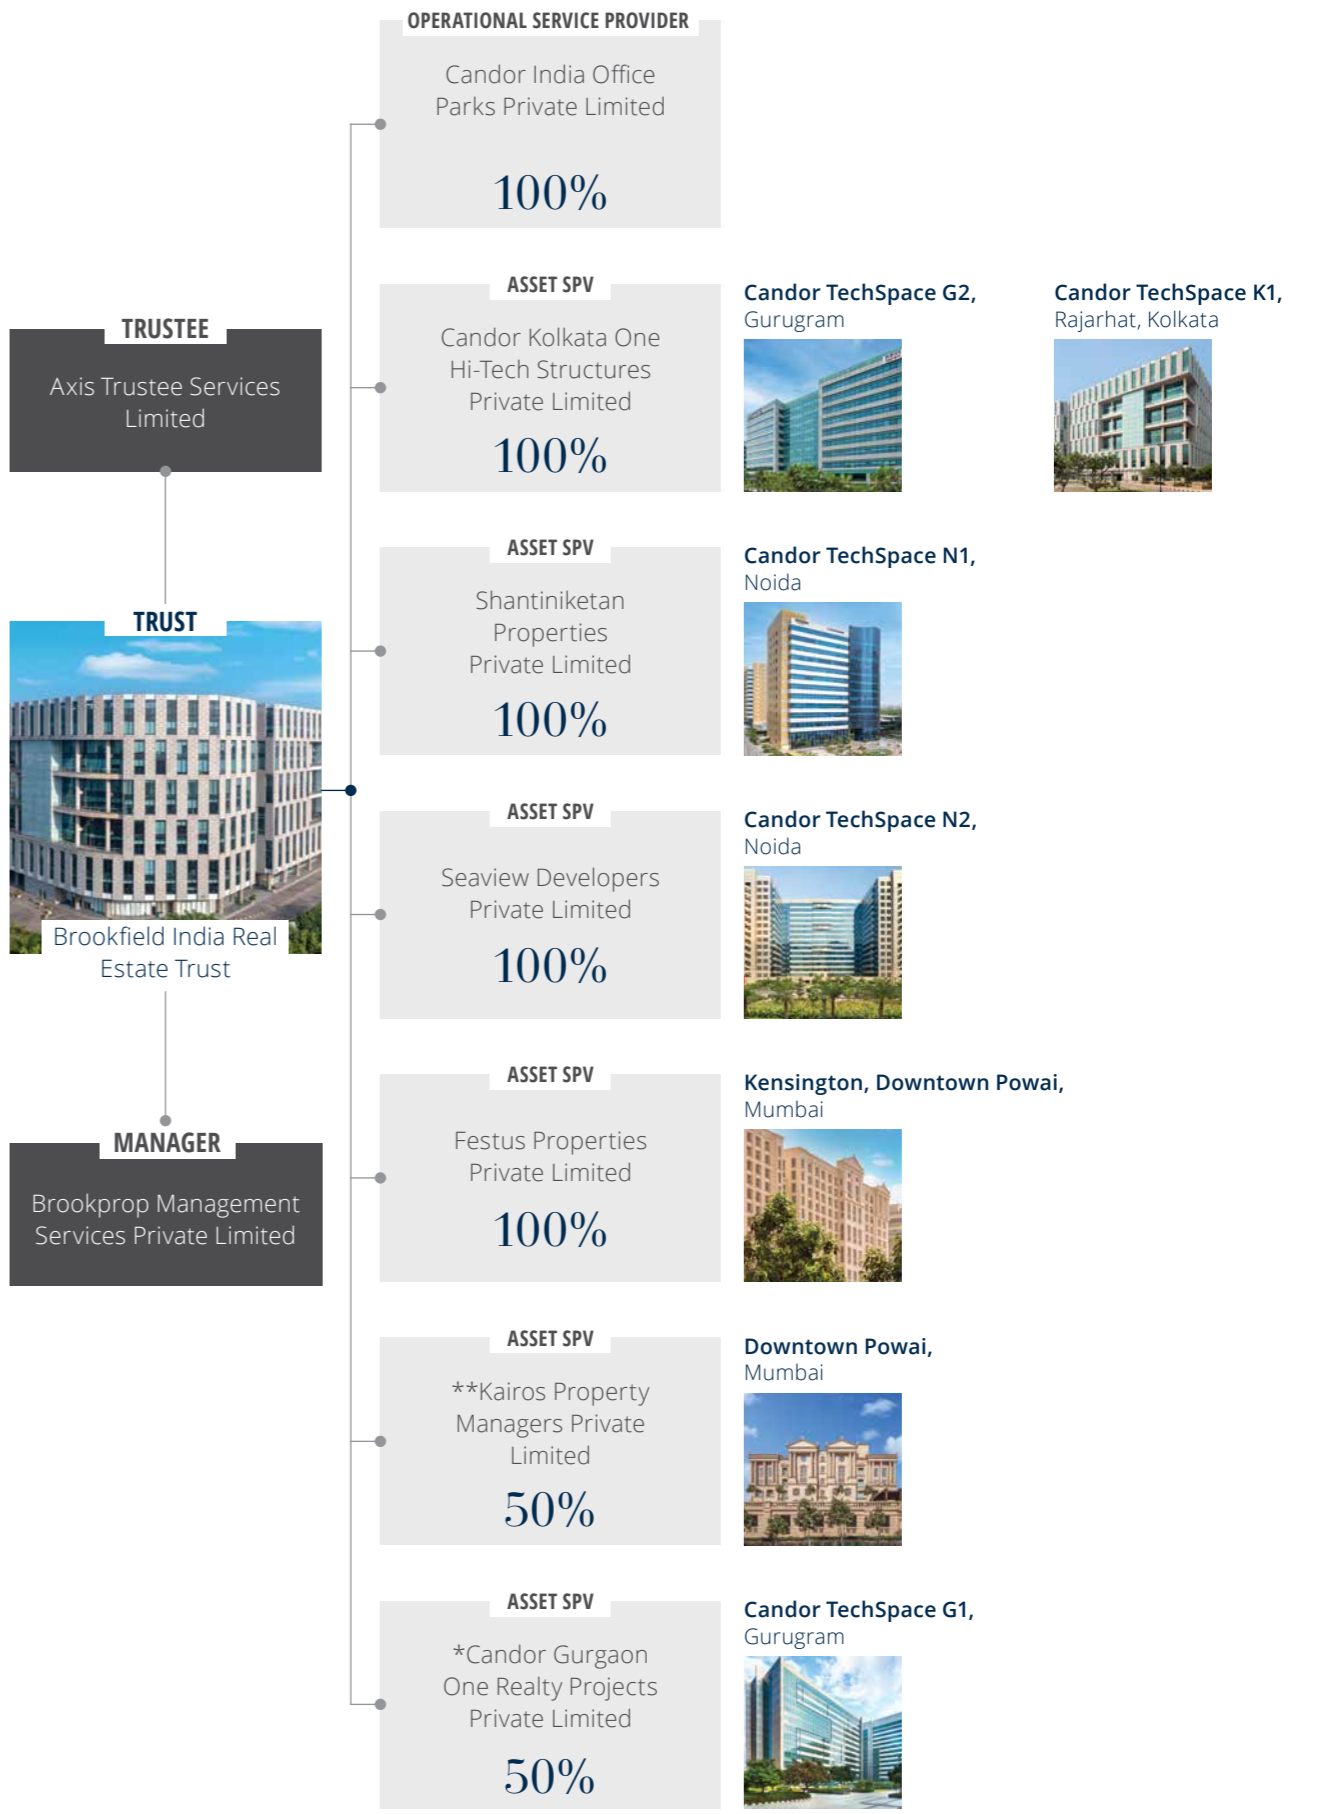 OPERATIONAL SERVICE PROVIDER
Candor India Office
Parks Private Limited
100%
TRUSTEE
Axis Trustee Services
Limited
TRUST
Brookfield India Real
Estate Trust
MANAGER
Brookprop Management
Services Private Limited
ASSET SPV
Candor Kolkata One
Hi-Tech Structures
Private Limited
100%
Candor TechSpace G2,
Gurugram
Candor TechSpace K1,
Rajarhat, Kolkata
ASSET SPV
Shantiniketan
Properties
Private Limited
100%
Candor TechSpace N1,
Noida
ASSET SPV
Seaview Developers
Private Limited
100%
Candor TechSpace N2,
Noida
ASSET SPV
Festus Properties
Private Limited
100%
Kensington, Downtown Powai,
Mumbai
ASSET SPV
**Kairos Property
Managers Private
Limited
50%
Downtown Powai,
Mumbai
ASSET SPV
*Candor Gurgaon
One Realty Projects
Private Limited
50%
Candor TechSpace G1,
Gurugram